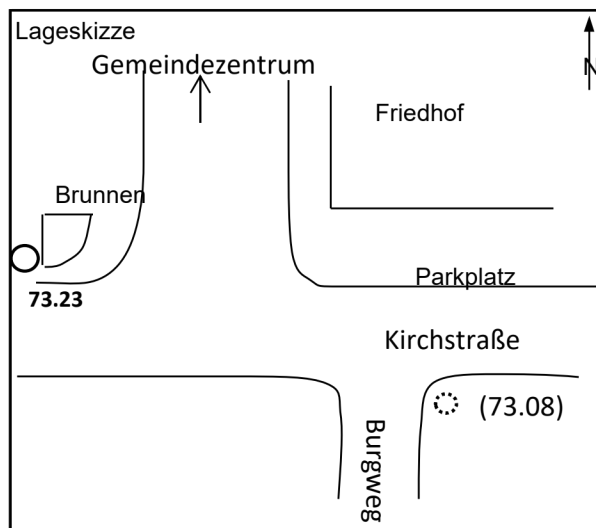 Lageskizze
Gemeindezentrum
N
Friedhof
Brunnen
73.23
Parkplatz
Kirchstraße
(73.08)
Burgweg